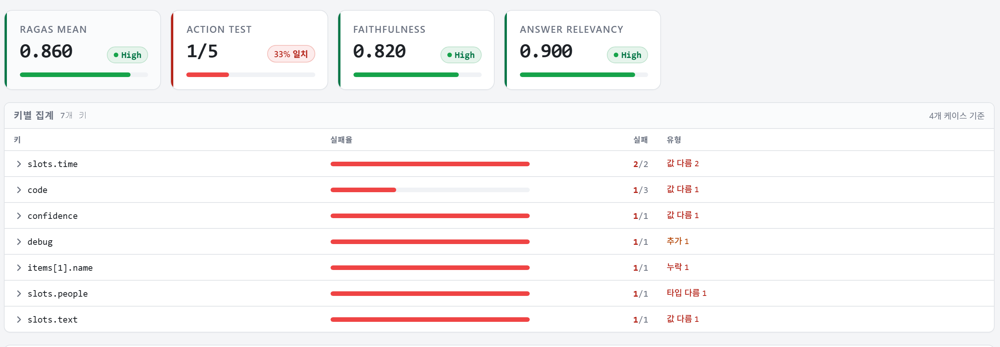 RAGAS MEAN
0.860
High
ACTION TEST
1/5
33% 일치
FAITHFULNESS
0.820
High
ANSWER RELEVANCY
0.900
High
키별 집계 7개 키
4개 케이스 기준
키 실패율 실패 유형
slots.time 2/2 값 다름 2
code 1/3 값 다름 1
confidence 1/1 값 다름 1
debug 1/1 추가 1
items[1].name 1/1 누락 1
slots.people 1/1 타입 다름 1
slots.text 1/1 값 다름 1